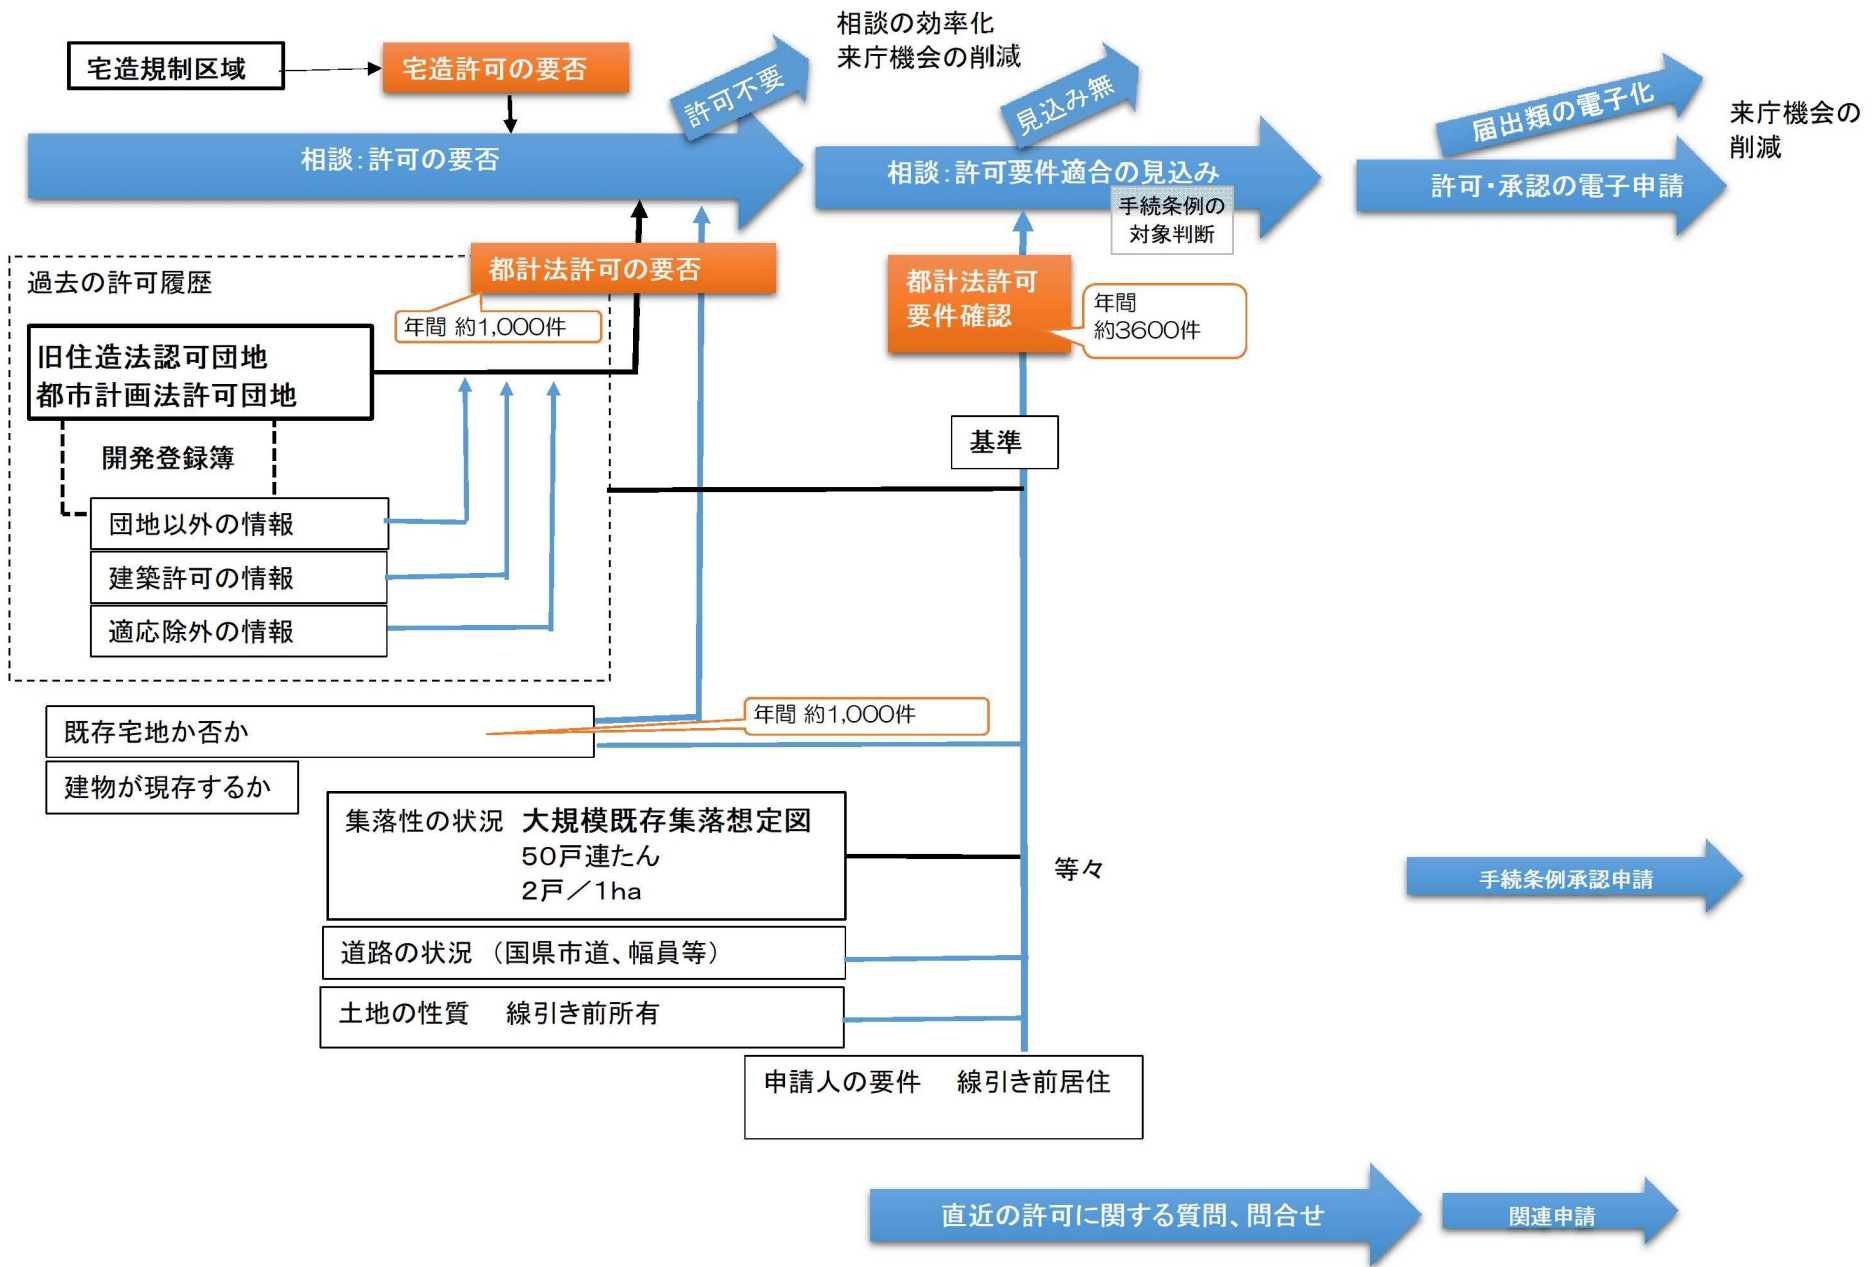 相談の効率化
来庁機会の削減
宅造規制区域
宅造許可の要否
許可不要
見込み無
届出類の電子化
来庁機会の
削減
相談：許可の要否
相談：許可要件適合の見込み
許可・承認の電子申請
手続条例の
対象判断
過去の許可履歴
都計法許可の要否
年間 約1,000件
都計法許可
要件確認
年間
約3600件
旧住造法認可団地
都市計画法許可団地
開発登録簿
基準
団地以外の情報
建築許可の情報
適応除外の情報
既存宅地か否か
年間 約1,000件
建物が現存するか
集落性の状況 大規模既存集落想定図
50戸連たん
2戸／1ha
等々
手続条例承認申請
道路の状況 （国県市道、幅員等）
土地の性質 線引き前所有
申請人の要件 線引き前居住
直近の許可に関する質問、問合せ
関連申請